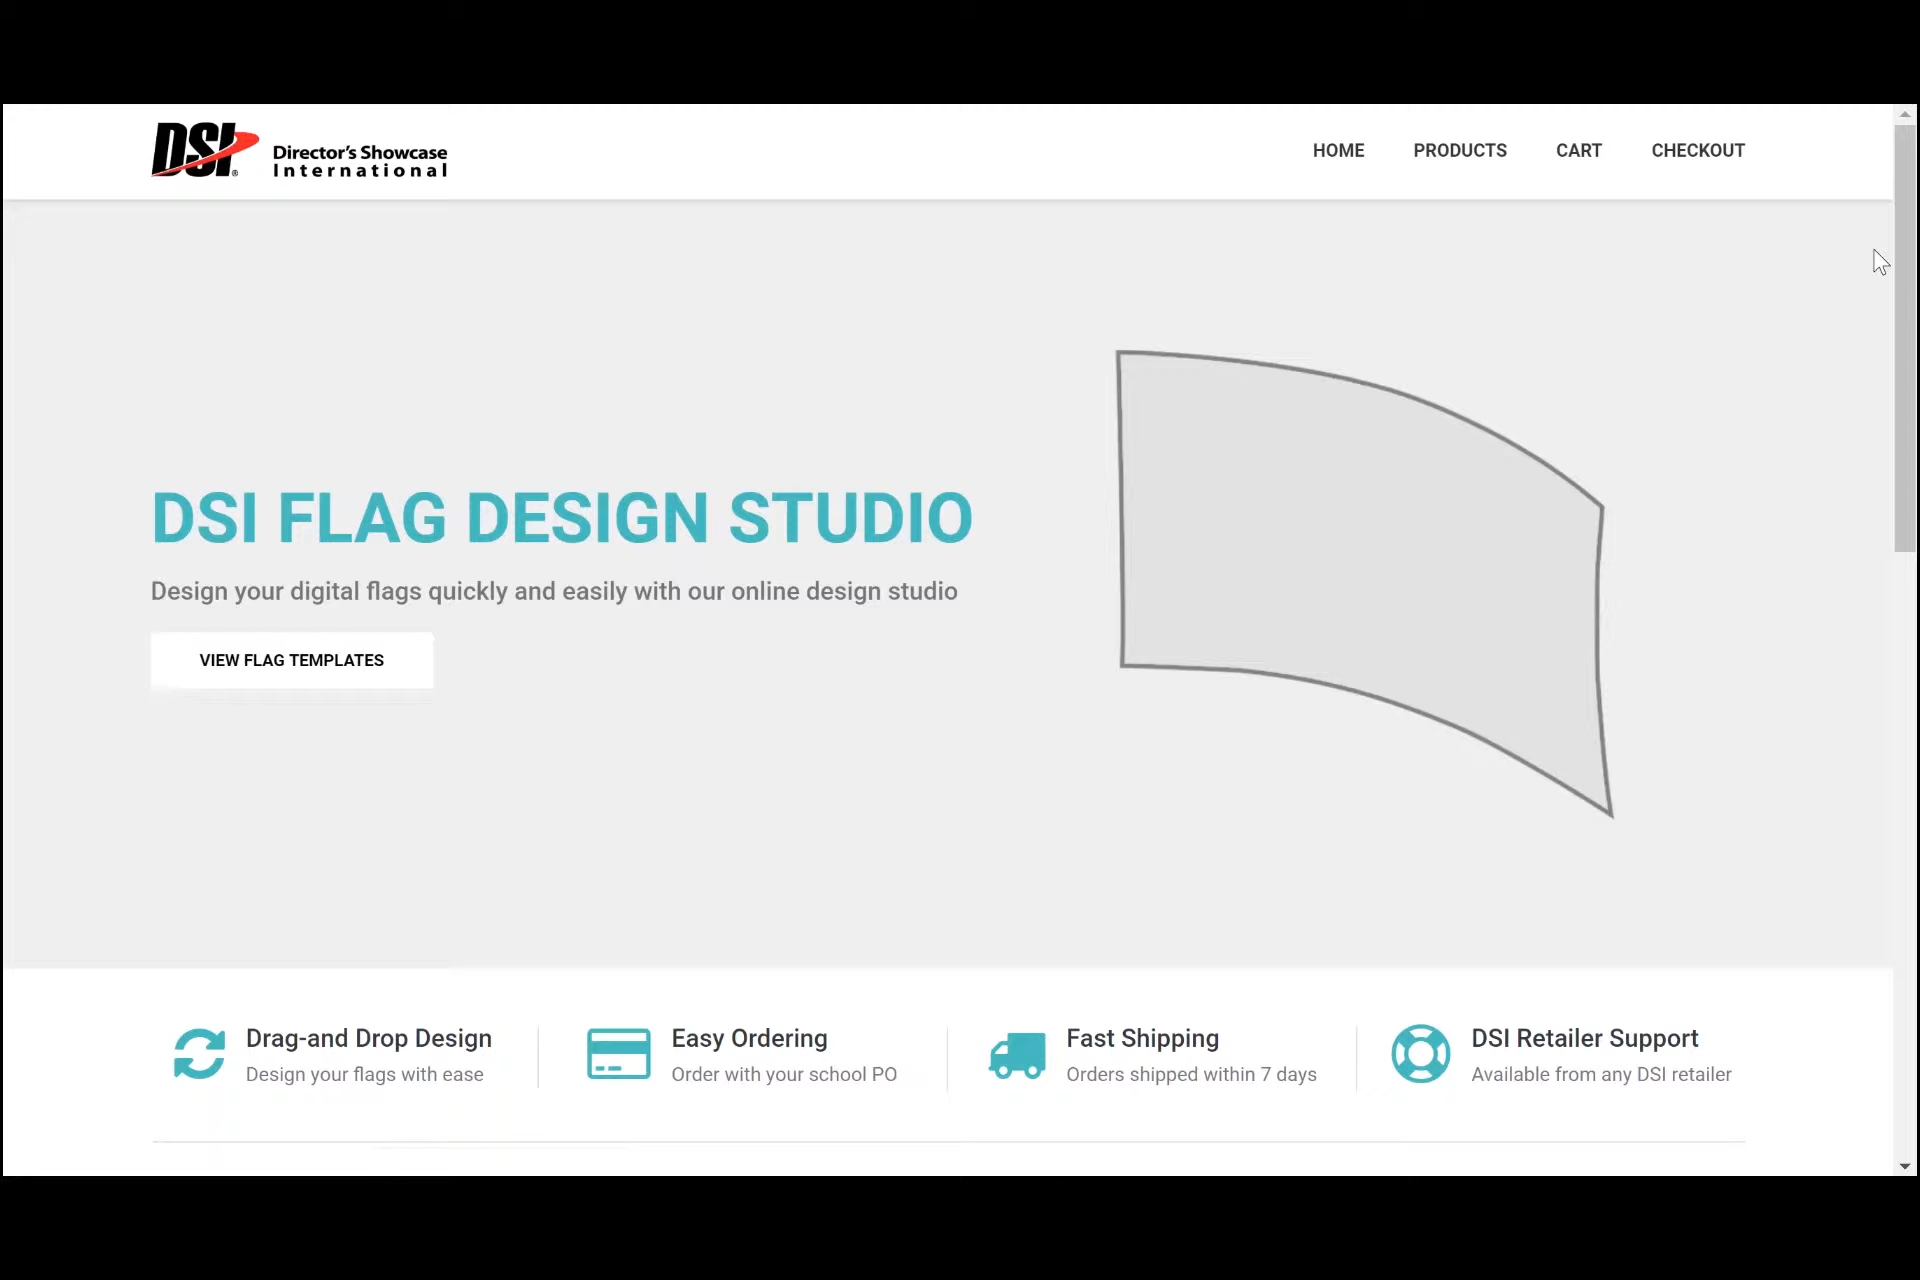 DSI®
Director's Showcase
International
HOME PRODUCTS CART CHECKOUT
DSI FLAG DESIGN STUDIO
Design your digital flags quickly and easily with our online design studio
VIEW FLAG TEMPLATES
Drag-and Drop Design
Design your flags with ease
Easy Ordering
Order with your school PO
Fast Shipping
Orders shipped within 7 days
DSI Retailer Support
Available from any DSI retailer